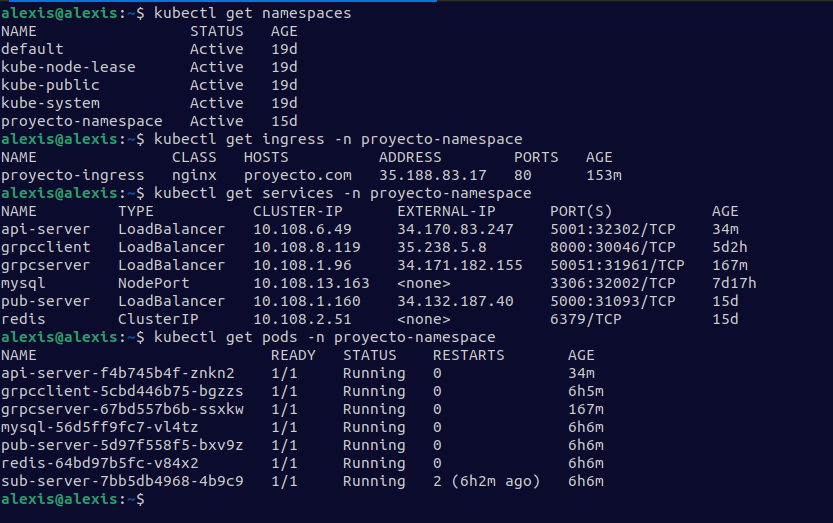 alexis@alexis:~$ kubectl get namespaces
NAME                 STATUS   AGE
default              Active   19d
kube-node-lease      Active   19d
kube-public          Active   19d
kube-system          Active   19d
proyecto-namespace   Active   15d
alexis@alexis:~$ kubectl get ingress -n proyecto-namespace
NAME               CLASS   HOSTS          ADDRESS        PORTS   AGE
proyecto-ingress   nginx   proyecto.com   35.188.83.17   80      153m
alexis@alexis:~$ kubectl get services -n proyecto-namespace
NAME         TYPE           CLUSTER-IP      EXTERNAL-IP      PORT(S)           AGE
api-server   LoadBalancer   10.108.6.49     34.170.83.247    5001:32302/TCP    34m
grpcclient   LoadBalancer   10.108.8.119    35.238.5.8       8000:30046/TCP    5d2h
grpcserver   LoadBalancer   10.108.1.96     34.171.182.155   50051:31961/TCP   167m
mysql        NodePort       10.108.13.163   <none>           3306:32002/TCP    7d17h
pub-server   LoadBalancer   10.108.1.160    34.132.187.40    5000:31093/TCP    15d
redis        ClusterIP      10.108.2.51     <none>           6379/TCP          15d
alexis@alexis:~$ kubectl get pods -n proyecto-namespace
NAME                          READY   STATUS    RESTARTS       AGE
api-server-f4b745b4f-znkn2    1/1     Running   0              34m
grpcclient-5cbd446b75-bgzzs   1/1     Running   0              6h5m
grpcserver-67bd557b6b-ssxkw   1/1     Running   0              167m
mysql-56d5ff9fc7-vl4tz        1/1     Running   0              6h6m
pub-server-5d97f558f5-bxv9z   1/1     Running   0              6h6m
redis-64bd97b5fc-v84x2        1/1     Running   0              6h6m
sub-server-7bb5db4968-4b9c9   1/1     Running   2 (6h2m ago)   6h6m
alexis@alexis:~$